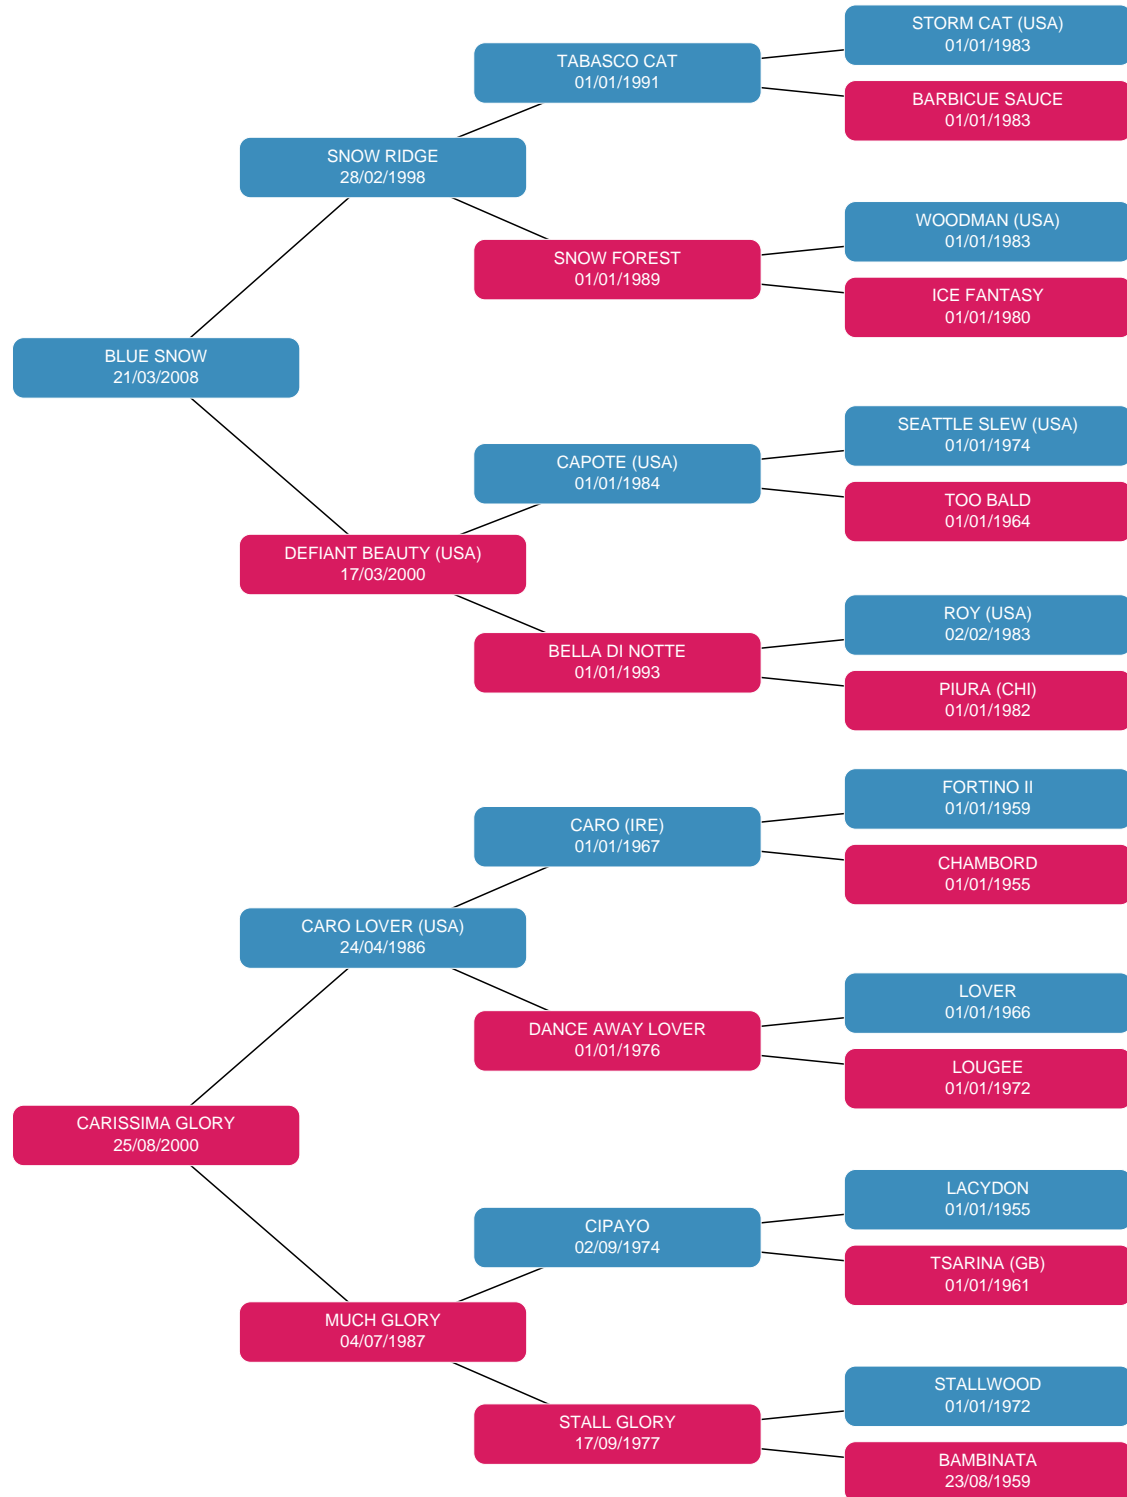 STORM CAT (USA)
01/01/1983
TABASCO CAT
01/01/1991
BARBICUE SAUCE
01/01/1983
SNOW RIDGE
28/02/1998
WOODMAN (USA)
01/01/1983
SNOW FOREST
01/01/1989
ICE FANTASY
01/01/1980
BLUE SNOW
21/03/2008
SEATTLE SLEW (USA)
01/01/1974
CAPOTE (USA)
01/01/1984
TOO BALD
01/01/1964
DEFIANT BEAUTY (USA)
17/03/2000
ROY (USA)
02/02/1983
BELLA DI NOTTE
01/01/1993
PIURA (CHI)
01/01/1982
FORTINO II
01/01/1959
CARO (IRE)
01/01/1967
CHAMBORD
01/01/1955
CARO LOVER (USA)
24/04/1986
LOVER
01/01/1966
DANCE AWAY LOVER
01/01/1976
LOUGEE
01/01/1972
CARISSIMA GLORY
25/08/2000
LACYDON
01/01/1955
CIPAYO
02/09/1974
TSARINA (GB)
01/01/1961
MUCH GLORY
04/07/1987
STALLWOOD
01/01/1972
STALL GLORY
17/09/1977
BAMBINATA
23/08/1959